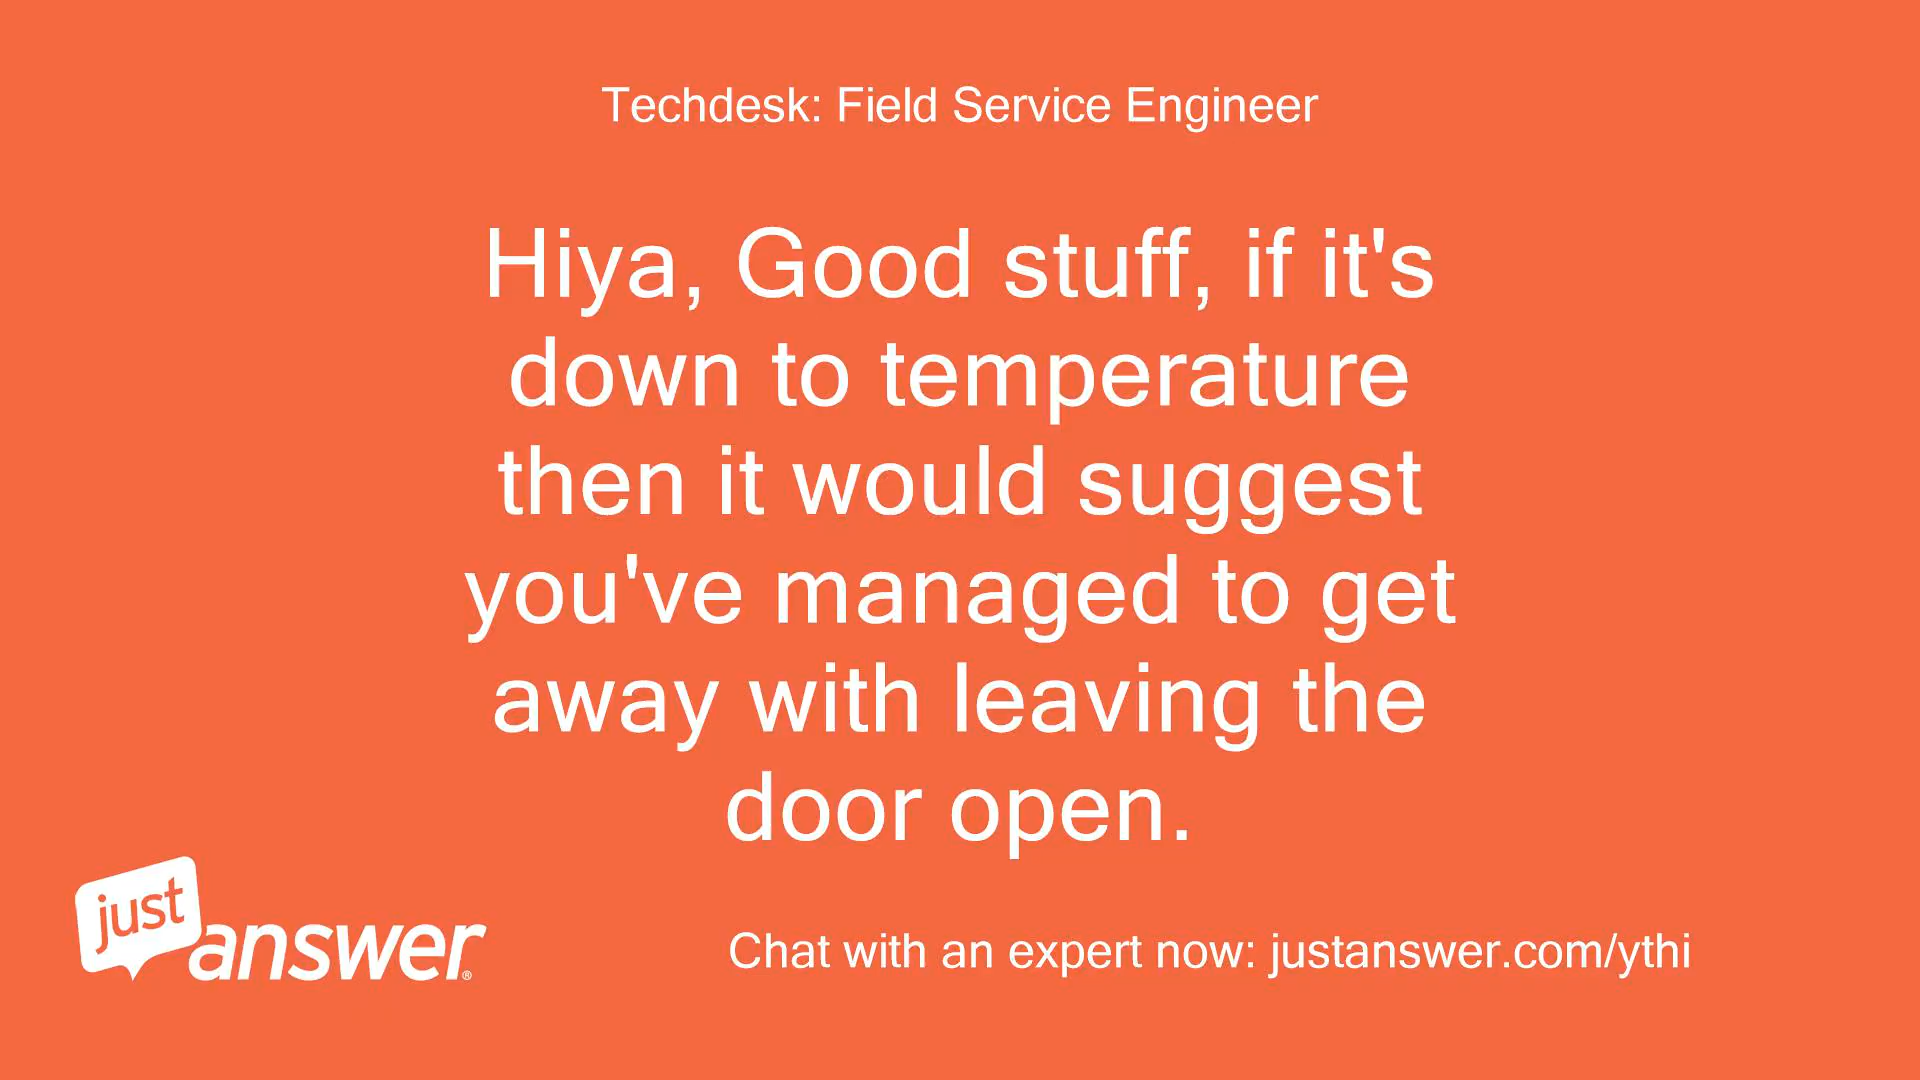 Techdesk: Field Service Engineer
Hiya, Good stuff, if it's
down to temperature
then it would suggest
you've managed to get
away with leaving the
door open.
just
answer®
Chat with an expert now: justanswer.com/ythi